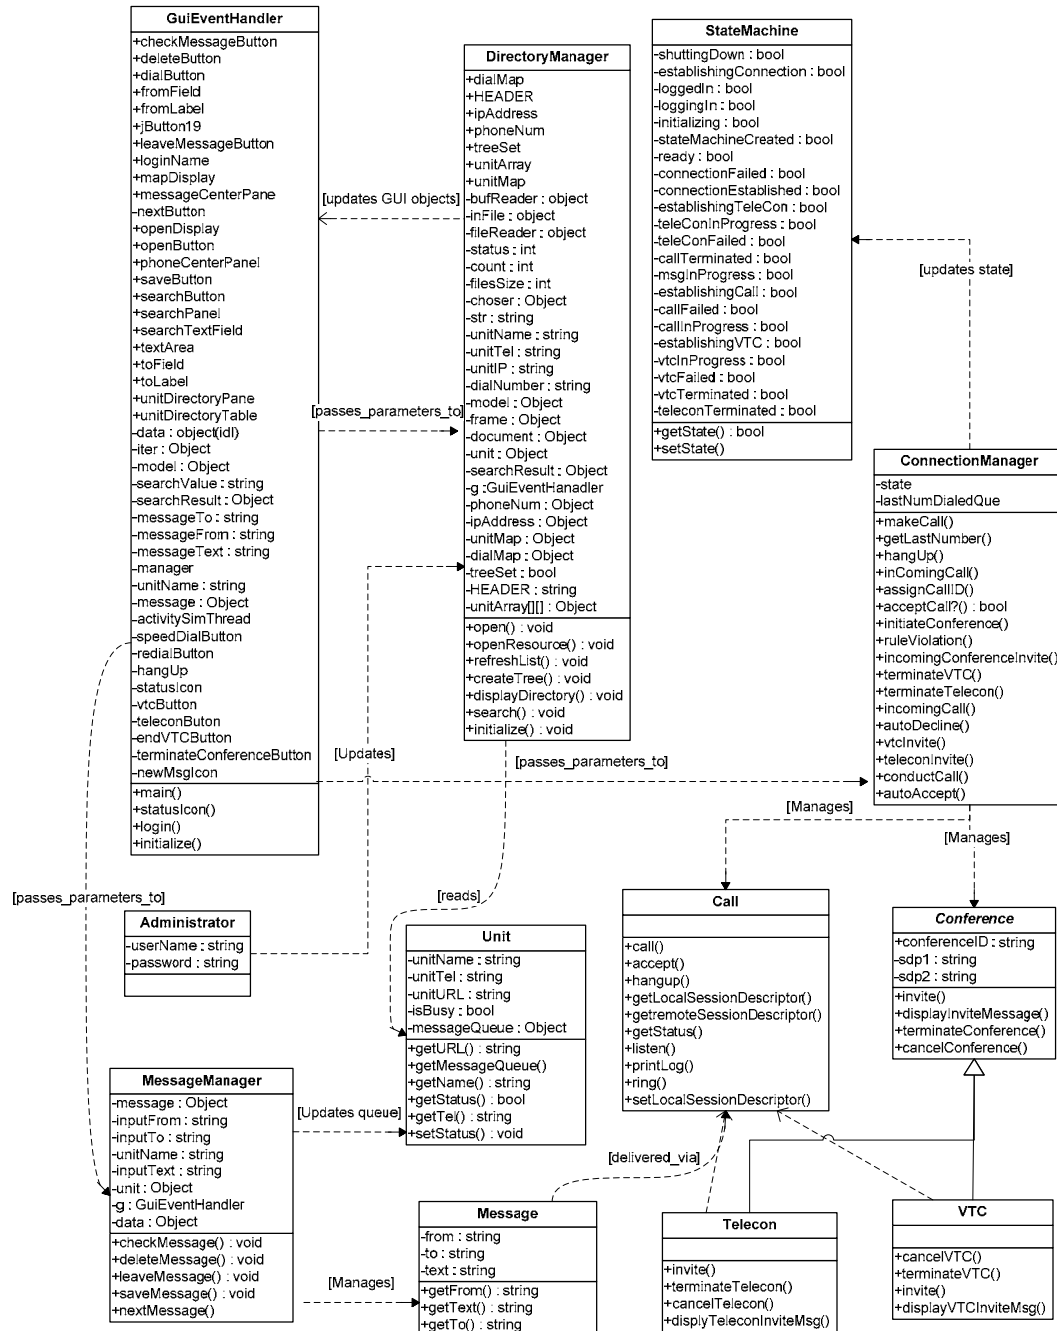 GuiEventHandler
+checkMessageButton
+deleteButton
+dialButton
+fromField
+fromLabel
+jButton19
+leaveMessageButton
+loginName
+mapDisplay
+messageCenterPane
-nextButton
+openDisplay
+openButton
+phoneCenterPanel
+saveButton
+searchButton
+searchPanel
+searchTextField
+textArea
+toField
+toLabel
+unitDirectoryPane
+unitDirectoryTable
-data : object(idl)
-iter : Object
-model : Object
-searchValue : string
-searchResult : Object
-messageTo : string
-messageFrom : string
-messageText : string
-manager
-unitName : string
-message : Object
-activitySimThread
-speedDialButton
-redialButton
-hangUp
-statusIcon
-vtcButton
-teleconButon
-endVTCButton
-terminateConferenceButton
-newMsgIcon
+main()
+statusIcon()
+login()
+initialize()
DirectoryManager
+dialMap
+HEADER
+ipAddress
+phoneNum
+treeSet
+unitArray
+unitMap
-bufReader : object
-inFile : object
-fileReader : object
-status : int
-count : int
-filesSize : int
-choser : Object
-str : string
-unitName : string
-unitTel : string
-unitIP : string
-dialNumber : string
-model : Object
-frame : Object
-document : Object
-unit : Object
-searchResult : Object
-g : GuiEventHanadler
-phoneNum : Object
-ipAddress : Object
-unitMap : Object
-dialMap : Object
-treeSet : bool
-HEADER : string
-unitArray[][] : Object
+open() : void
+openResource() : void
+refreshList() : void
+createTree() : void
+displayDirectory() : void
+search() : void
+initialize() : void
StateMachine
-shuttingDown : bool
-establishingConnection : bool
-loggedIn : bool
-loggingIn : bool
-initializing : bool
-stateMachineCreated : bool
-ready : bool
-connectionFailed : bool
-connectionEstablished : bool
-establishingTeleCon : bool
-teleConInProgress : bool
-teleConFailed : bool
-callTerminated : bool
-msgInProgress : bool
-establishingCall : bool
-callFailed : bool
-callInProgress : bool
-establishingVTC : bool
-vtcInProgress : bool
-vtcFailed : bool
-vtcTerminated : bool
-teleconTerminated : bool
+getState() : bool
+setState()
[updates GUI objects]
[passes_parameters_to]
[updates state]
ConnectionManager
-state
-lastNumDialedQue
+makeCall()
+getLastNumber()
+hangUp()
+inComingCall()
+assignCallID()
+acceptCall?() : bool
+initiateConference()
+ruleViolation()
+incomingConferenceInvite()
+terminateVTC()
+terminateTelecon()
+incomingCall()
+autoDecline()
+vtcInvite()
+teleconInvite()
+conductCall()
+autoAccept()
[Updates]
[passes_parameters_to]
[Manages]
[Manages]
[passes_parameters_to]
[reads]
Administrator
-userName : string
-password : string
Unit
-unitName : string
-unitTel : string
-unitURL : string
-isBusy : bool
-messageQueue : Object
+getURL() : string
+getMessageQueue()
+getName() : string
+getStatus() : bool
+getTel() : string
+setStatus() : void
Call
+call()
+accept()
+hangup()
+getLocalSessionDescriptor()
+getremoteSessionDescriptor()
+getStatus()
+listen()
+printLog()
+ring()
+setLocalSessionDescriptor()
Conference
+conferenceID : string
-sdp1 : string
-sdp2 : string
+invite()
+displayInviteMessage()
+terminateConference()
+cancelConference()
MessageManager
-message : Object
-inputFrom : string
-inputTo : string
-unitName : string
-inputText : string
-unit : Object
-g : GuiEventHandler
-data : Object
+checkMessage() : void
+deleteMessage() : void
+leaveMessage() : void
+saveMessage() : void
+nextMessage()
[Updates queue]
[delivered_via]
[Manages]
Message
-from : string
-to : string
-text : string
+getFrom() : string
+getText() : string
+getTo() : string
Telecon
+invite()
+terminateTelecon()
+cancelTelecon()
+displyTeleconInviteMsg()
VTC
+cancelVTC()
+terminateVTC()
+invite()
+displayVTCInviteMsg()